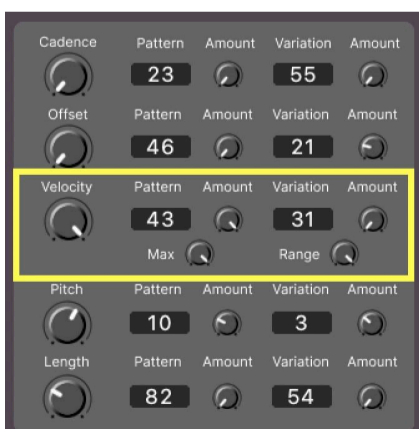 Cadence Pattern Amount Variation Amount
23 55
Offset Pattern Amount Variation Amount
46 21
Velocity Pattern Amount Variation Amount
43 31
Max Range
Pitch Pattern Amount Variation Amount
10 3
Length Pattern Amount Variation Amount
82 54